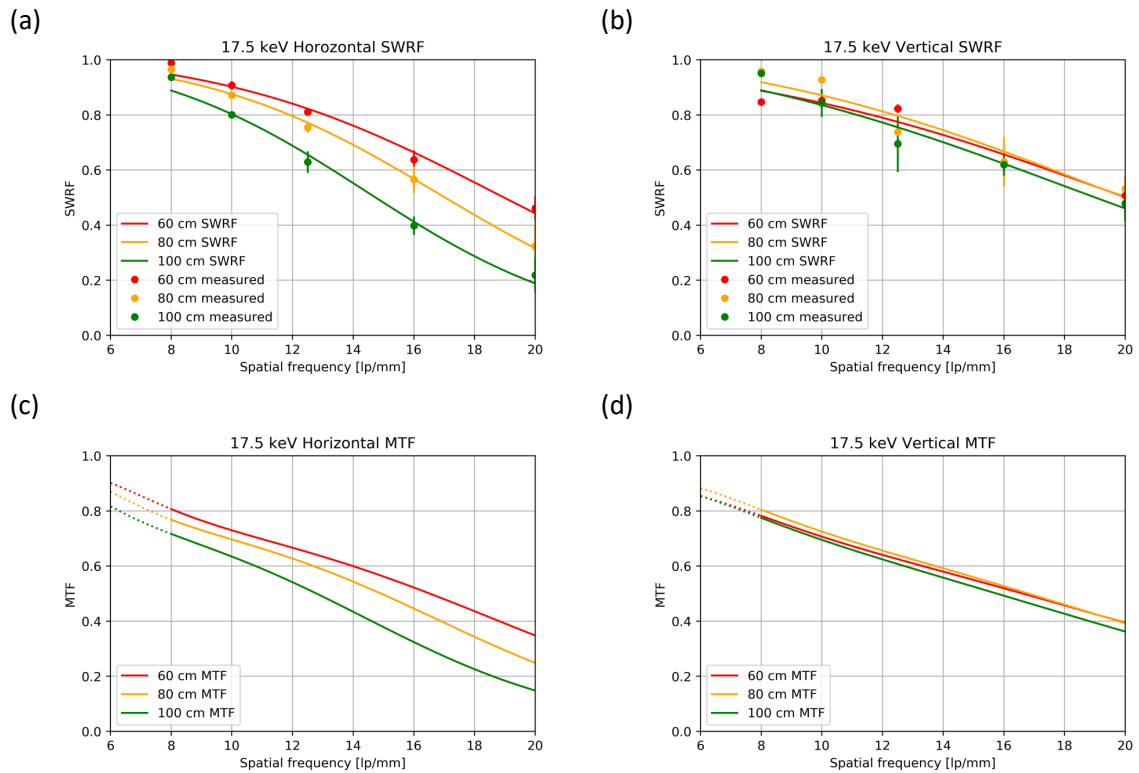 (a)
17.5 keV Horozontal SWRF
1.0
0.8
0.6
0.4
0.2
0.0
SWRF
60 cm SWRF
80 cm SWRF
100 cm SWRF
60 cm measured
80 cm measured
100 cm measured
6 8 10 12 14 16 18 20
Spatial frequency [lp/mm]
(b)
17.5 keV Vertical SWRF
1.0
0.8
0.6
0.4
0.2
0.0
SWRF
60 cm SWRF
80 cm SWRF
100 cm SWRF
60 cm measured
80 cm measured
100 cm measured
6 8 10 12 14 16 18 20
Spatial frequency [lp/mm]
(c)
17.5 keV Horizontal MTF
1.0
0.8
0.6
0.4
0.2
0.0
MTF
60 cm MTF
80 cm MTF
100 cm MTF
6 8 10 12 14 16 18 20
Spatial frequency [lp/mm]
(d)
17.5 keV Vertical MTF
1.0
0.8
0.6
0.4
0.2
0.0
MTF
60 cm MTF
80 cm MTF
100 cm MTF
6 8 10 12 14 16 18 20
Spatial frequency [lp/mm]